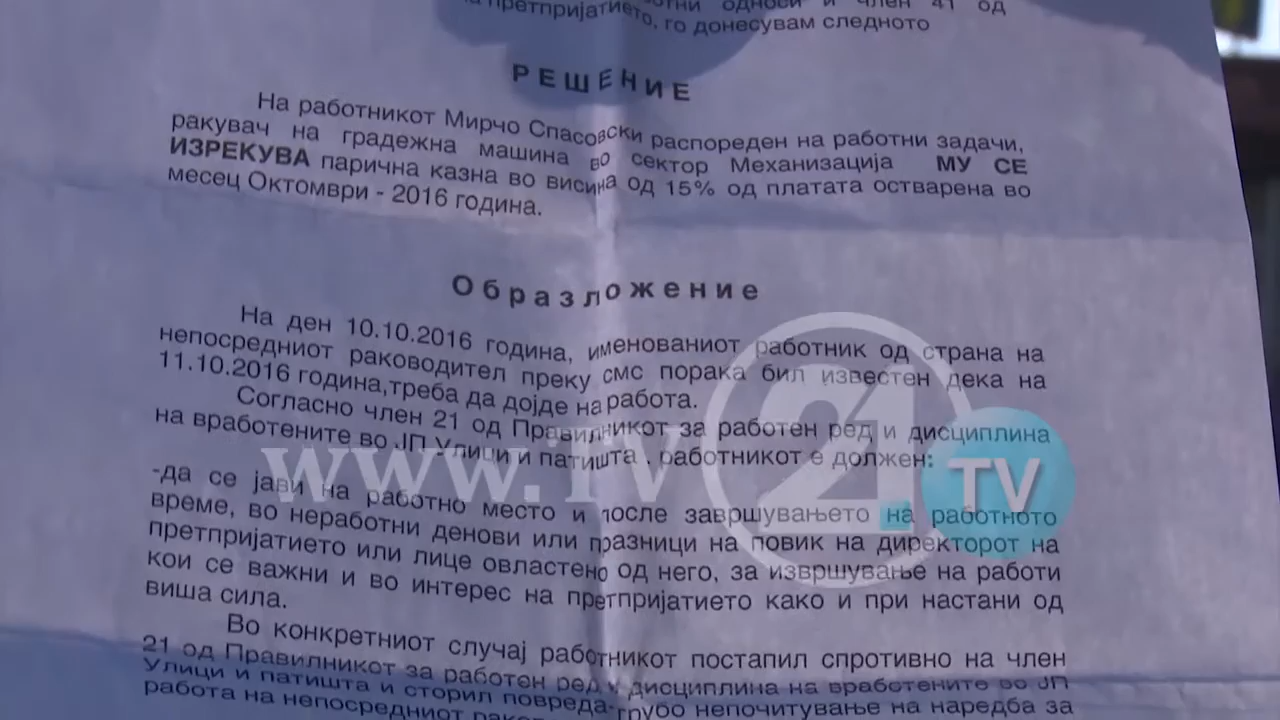 односи и член 41 од
претпријатието, го донесувам следното
РЕШЕНИЕ
На работникот Мирчо Спасовски распореден на работни задачи,
ракувач на градежна машина во сектор Механизација МУ СЕ
ИЗРЕКУВА парична казна во висина од 15% од платата остварена во
месец Октомври - 2016 година.
Образложение
На ден 10.10.2016 година, именованиот работник од страна на
непосредниот раководител преку смс порака бил известен дека на
11.10.2016 година,треба да дојде на работа.
Согласно член 21 од Правилникот за работен ред и дисциплина
на вработените во ЈП Улици и патишта , работникот е должен:
-да се јави на работно место и после завршувањето на работното
време, во неработни денови или празници на повик на директорот на
претпријатието или лице овластено од него, за извршување на работи
кои се важни и во интерес на претпријатието како и при настани од
виша сила.
Во конкретниот случај работникот постапил спротивно на член
21 од Правилникот за работен ред и дисциплина на вработените во ЈП
Улици и патишта и сторил повреда-грубо непочитување на наредба за
работа на непосредниот
www.TV21
TV